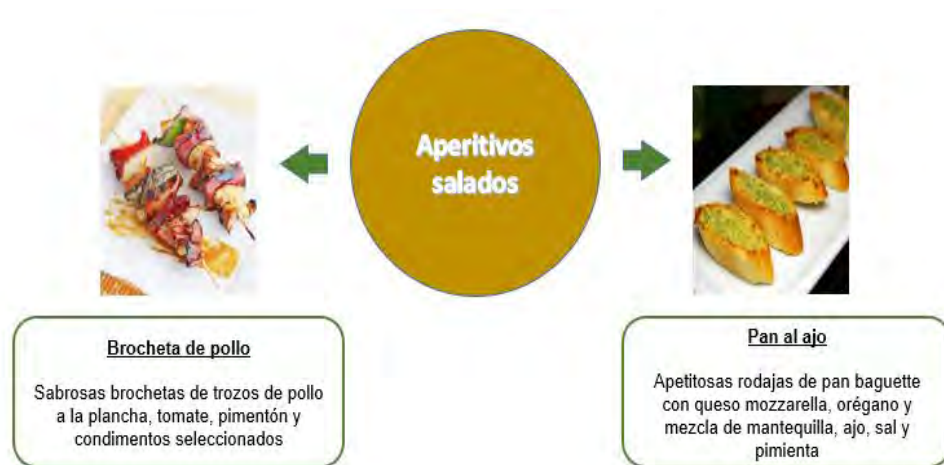 Aperitivos
salados
Brocheta de pollo
Sabrosas brochetas de trozos de pollo
a la plancha, tomate, pimentón y
condimentos seleccionados
Pan al ajo
Apetitosas rodajas de pan baguette
con queso mozzarella, orégano y
mezcla de mantequilla, ajo, sal y
pimienta